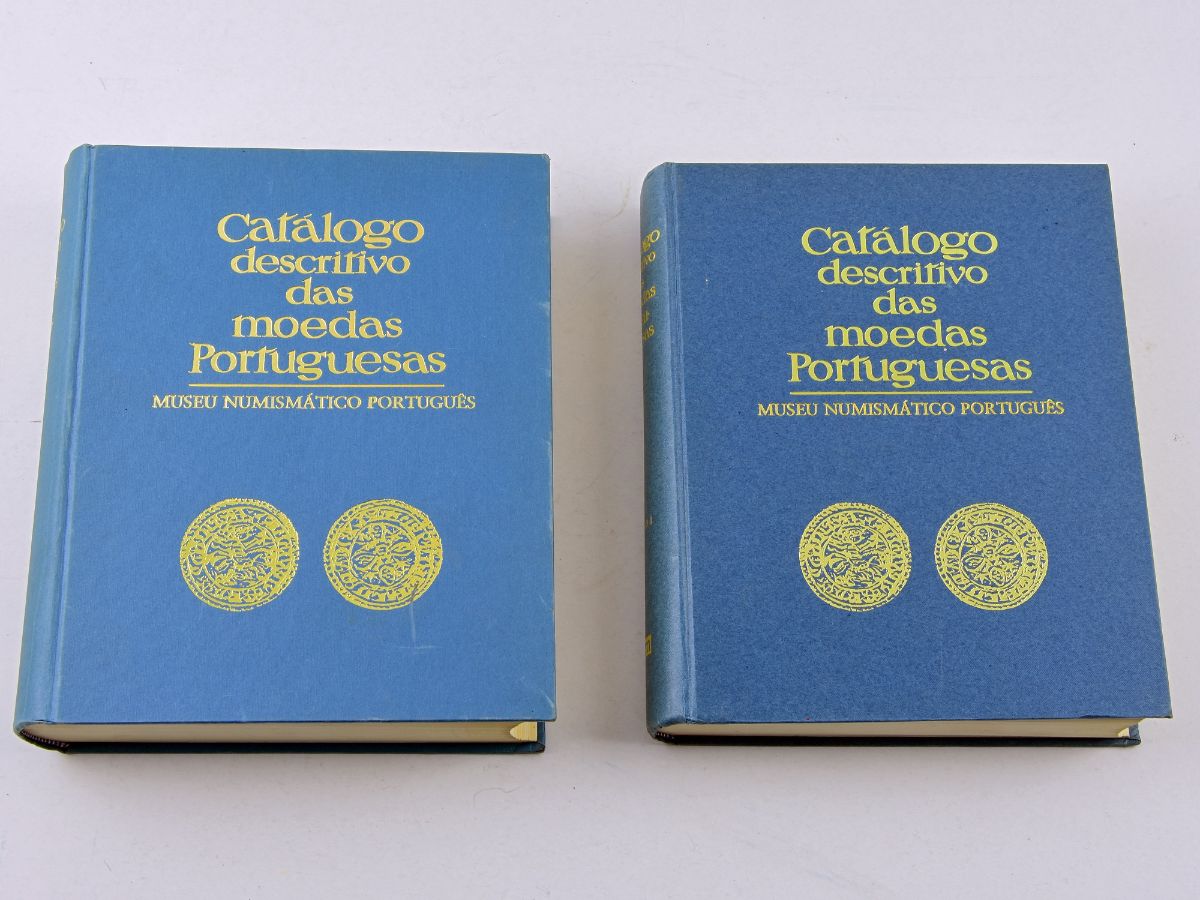 Catálogo
descritivo
das
moedas
Portuguesas
MUSEU NUMISMÁTICO PORTUGUÊS
Catálogo
descritivo
das
moedas
Portuguesas
MUSEU NUMISMÁTICO PORTUGUÊS